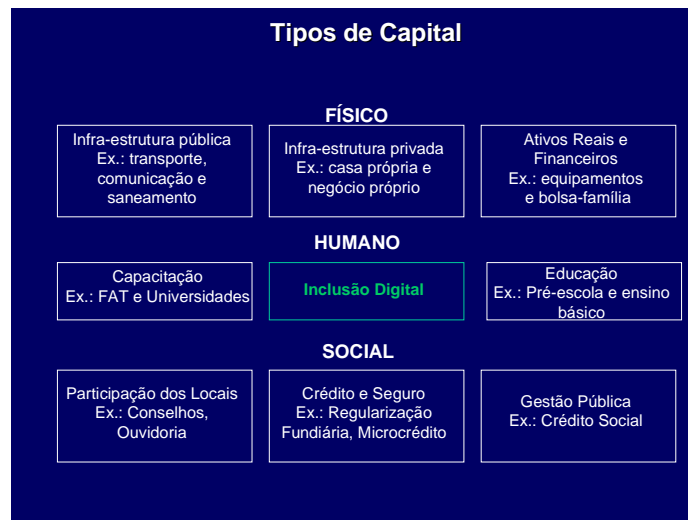 Tipos de Capital
FÍSICO
Infra-estrutura pública
Ex.: transporte,
comunicação e
saneamento
Infra-estrutura privada
Ex.: casa própria e
negócio próprio
Ativos Reais e
Financeiros
Ex.: equipamentos
e bolsa-família
HUMANO
Capacitação
Ex.: FAT e Universidades
Inclusão Digital
Educação
Ex.: Pré-escola e ensino
básico
SOCIAL
Participação dos Locais
Ex.: Conselhos,
Ouvidoria
Crédito e Seguro
Ex.: Regularização
Fundiária, Microcrédito
Gestão Pública
Ex.: Crédito Social